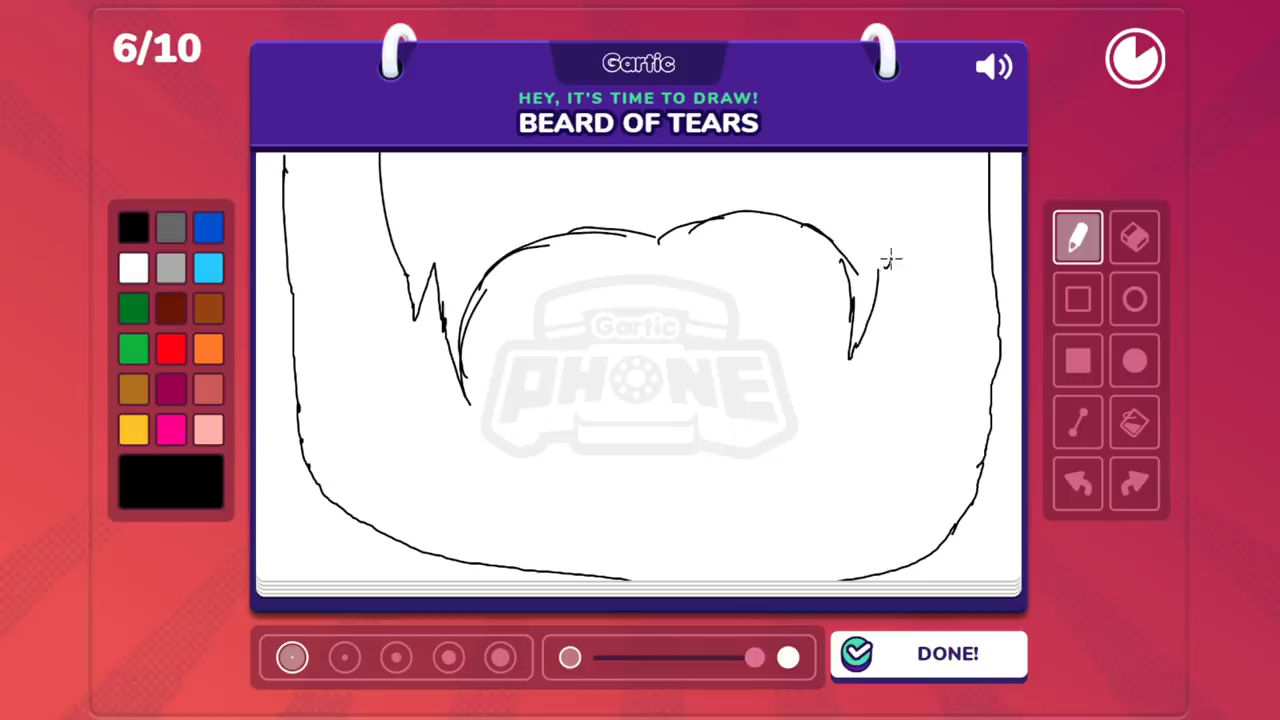 6/10
Gartic
HEY, IT'S TIME TO DRAW!
BEARD OF TEARS
Gartic
PHONE
DONE!